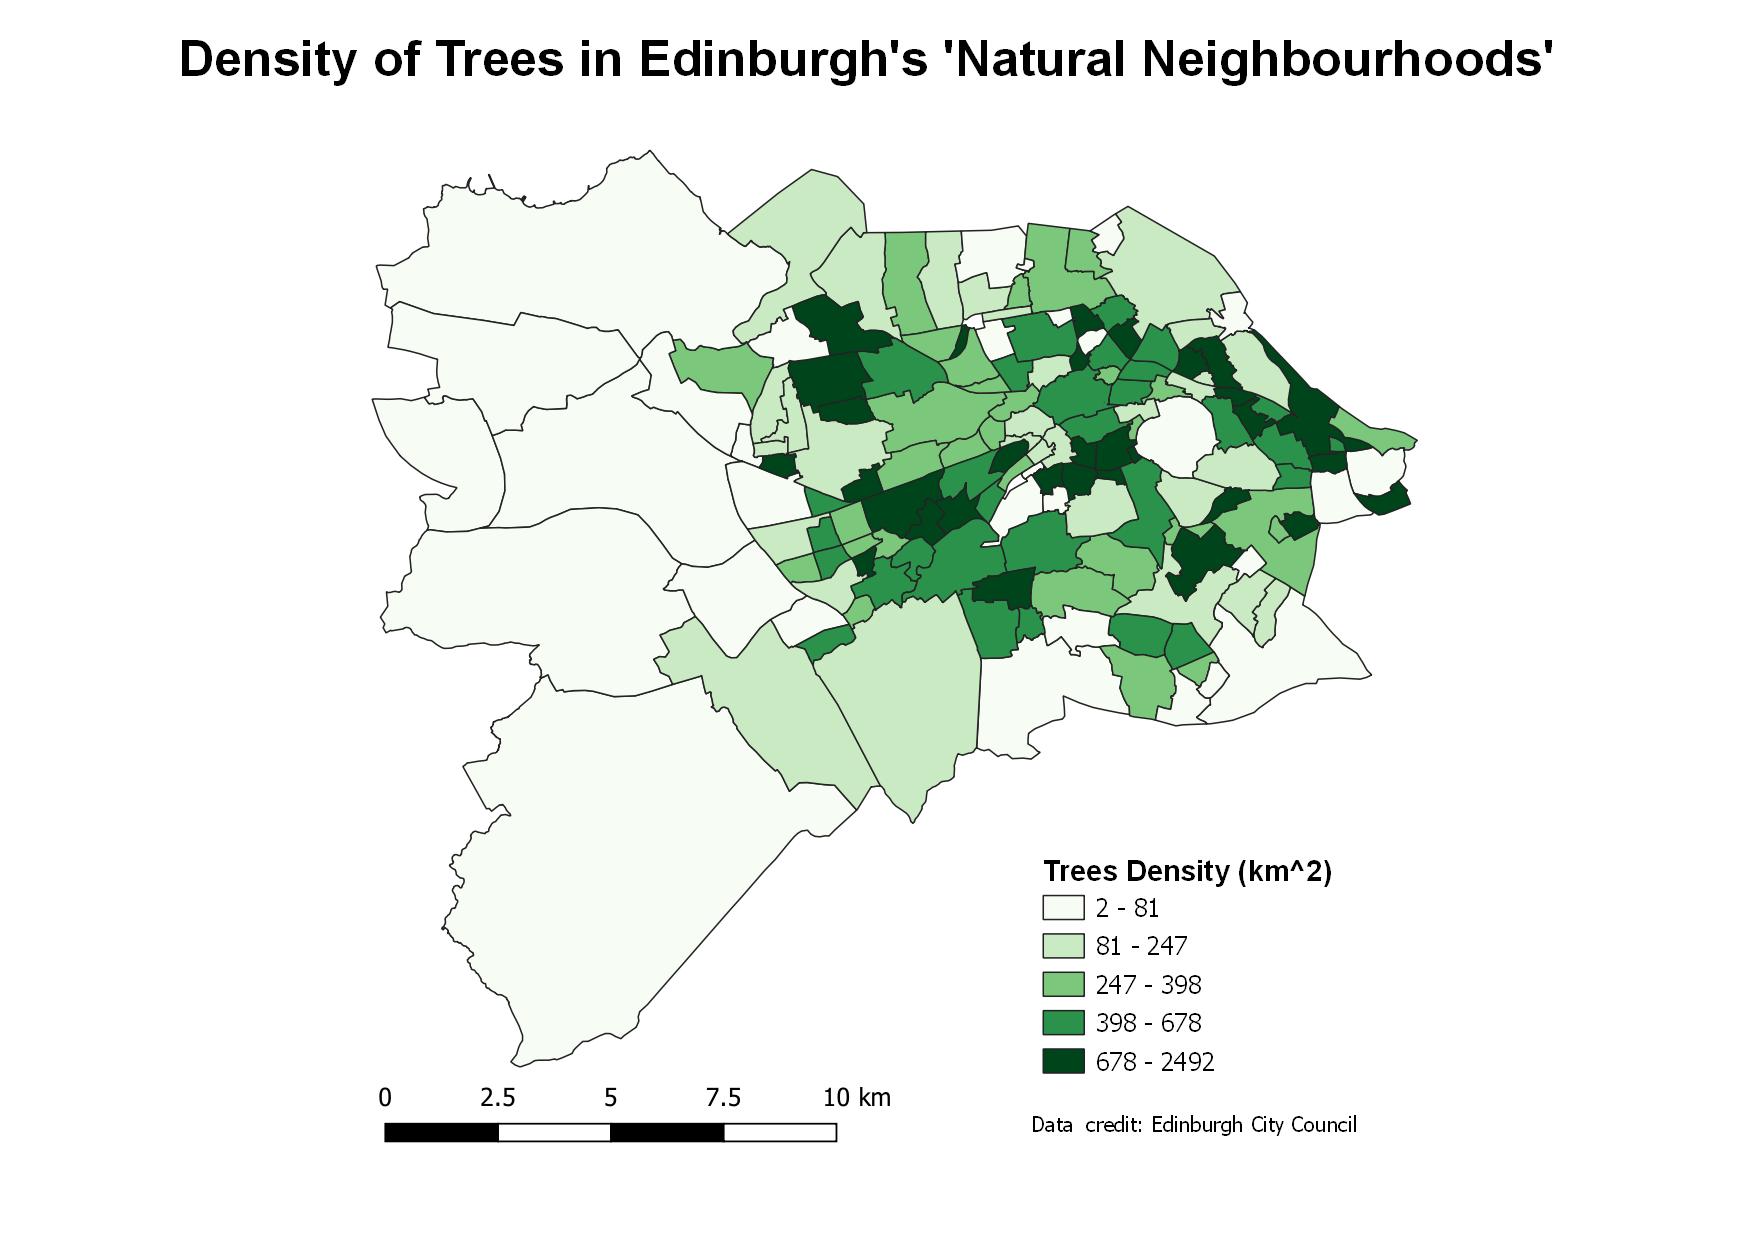 Density of Trees in Edinburgh's 'Natural Neighbourhoods'
Trees Density (km^2)
2 - 81
81 - 247
247 - 398
398 - 678
678 - 2492
0 2.5 5 7.5 10 km
Data credit: Edinburgh City Council